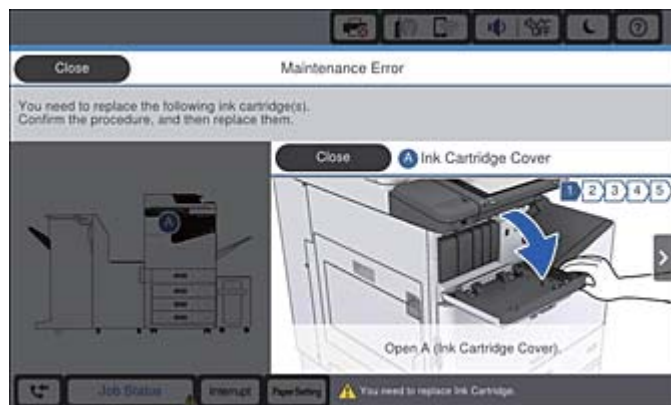 OFF
Close
Maintenance Error
You need to replace the following ink cartridge(s).
Confirm the procedure, and then replace them.
Close
A Ink Cartridge Cover
1 2 3 4 5
A
Open A (Ink Cartridge Cover).
Job Status
Interrupt
Paper Setting
You need to replace Ink Cartridge.